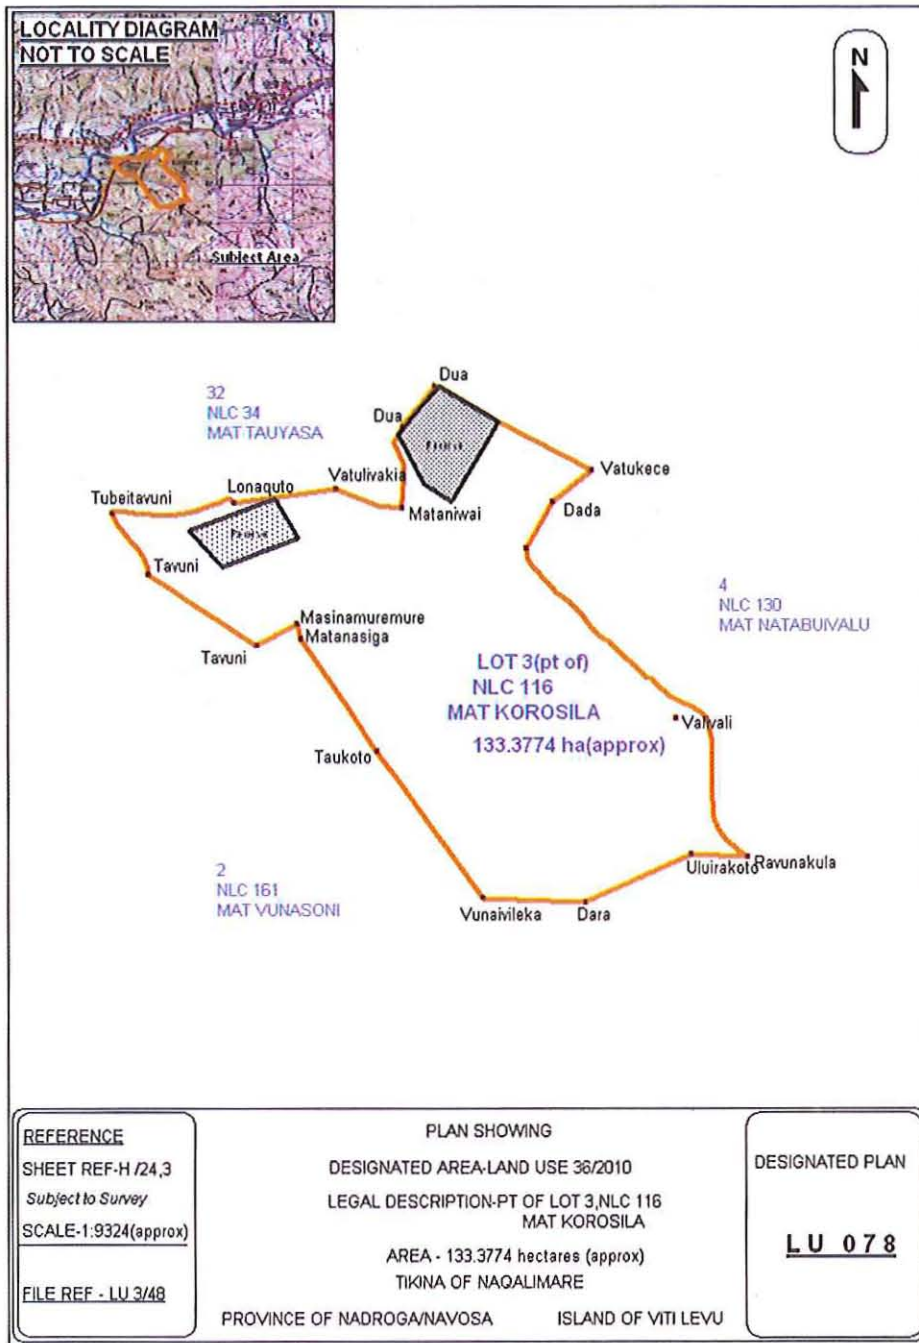 LOCALITY DIAGRAM
NOT TO SCALE
Subject Area
N
Dua
32
NLC 34
MAT TAUYASA
Dua
Vatukece
Vatulivakia
Lonaquto
Tubeitavuni
Mataniwai
Dada
Tavuni
4
NLC 130
MAT NATABUIVALU
Masinamuremure
Matanasiga
Tavuni
LOT 3(pt of)
NLC 116
MAT KOROSILA
133.3774 ha(approx)
Valivali
Taukoto
Uluirakoto
Ravunakula
2
NLC 161
MAT VUNASONI
Vunaivileka
Dara
REFERENCE
SHEET REF-H /24,3
Subject to Survey
SCALE-1:9324(approx)
FILE REF - LU 3/48
PLAN SHOWING
DESIGNATED AREA-LAND USE 36/2010
LEGAL DESCRIPTION-PT OF LOT 3,NLC 116
MAT KOROSILA
AREA - 133.3774 hectares (approx)
TIKINA OF NAQALIMARE
PROVINCE OF NADROGA/NAVOSA ISLAND OF VITI LEVU
DESIGNATED PLAN
LU 078